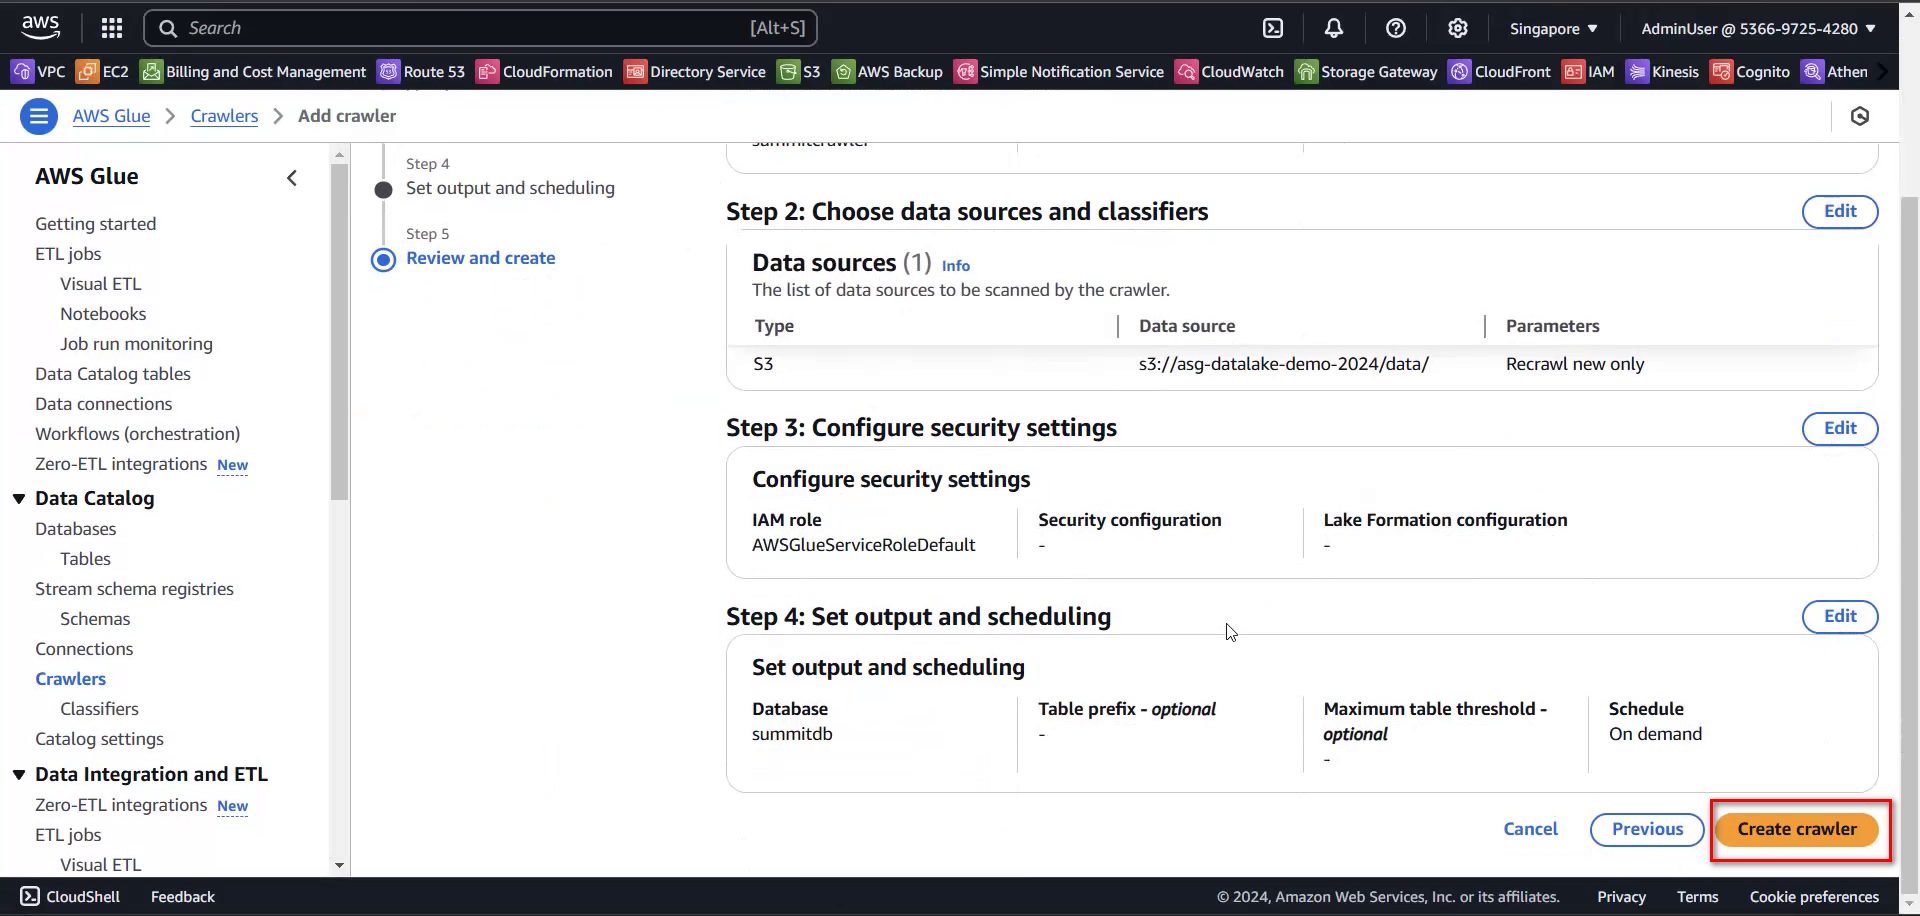 aws
Search
[Alt+S]
Singapore
AdminUser @ 5366-9725-4280
VPC
EC2
Billing and Cost Management
Route 53
CloudFormation
Directory Service
S3
AWS Backup
Simple Notification Service
CloudWatch
Storage Gateway
CloudFront
IAM
Kinesis
Cognito
Athen
AWS Glue
Crawlers
Add crawler
AWS Glue
Getting started
ETL jobs
Visual ETL
Notebooks
Job run monitoring
Data Catalog tables
Data connections
Workflows (orchestration)
Zero-ETL integrations New
Data Catalog
Databases
Tables
Stream schema registries
Schemas
Connections
Crawlers
Classifiers
Catalog settings
Data Integration and ETL
Zero-ETL integrations New
ETL jobs
Visual ETL
Step 4
Set output and scheduling
Step 5
Review and create
summitcrawler
Step 2: Choose data sources and classifiers
Edit
Data sources (1) Info
The list of data sources to be scanned by the crawler.
Type
Data source
Parameters
S3
s3://asg-datalake-demo-2024/data/
Recrawl new only
Step 3: Configure security settings
Edit
Configure security settings
IAM role
AWSGlueServiceRoleDefault
Security configuration
-
Lake Formation configuration
-
Step 4: Set output and scheduling
Edit
Set output and scheduling
Database
summitdb
Table prefix - optional
-
Maximum table threshold -
optional
-
Schedule
On demand
Cancel
Previous
Create crawler
CloudShell
Feedback
© 2024, Amazon Web Services, Inc. or its affiliates.
Privacy
Terms
Cookie preferences